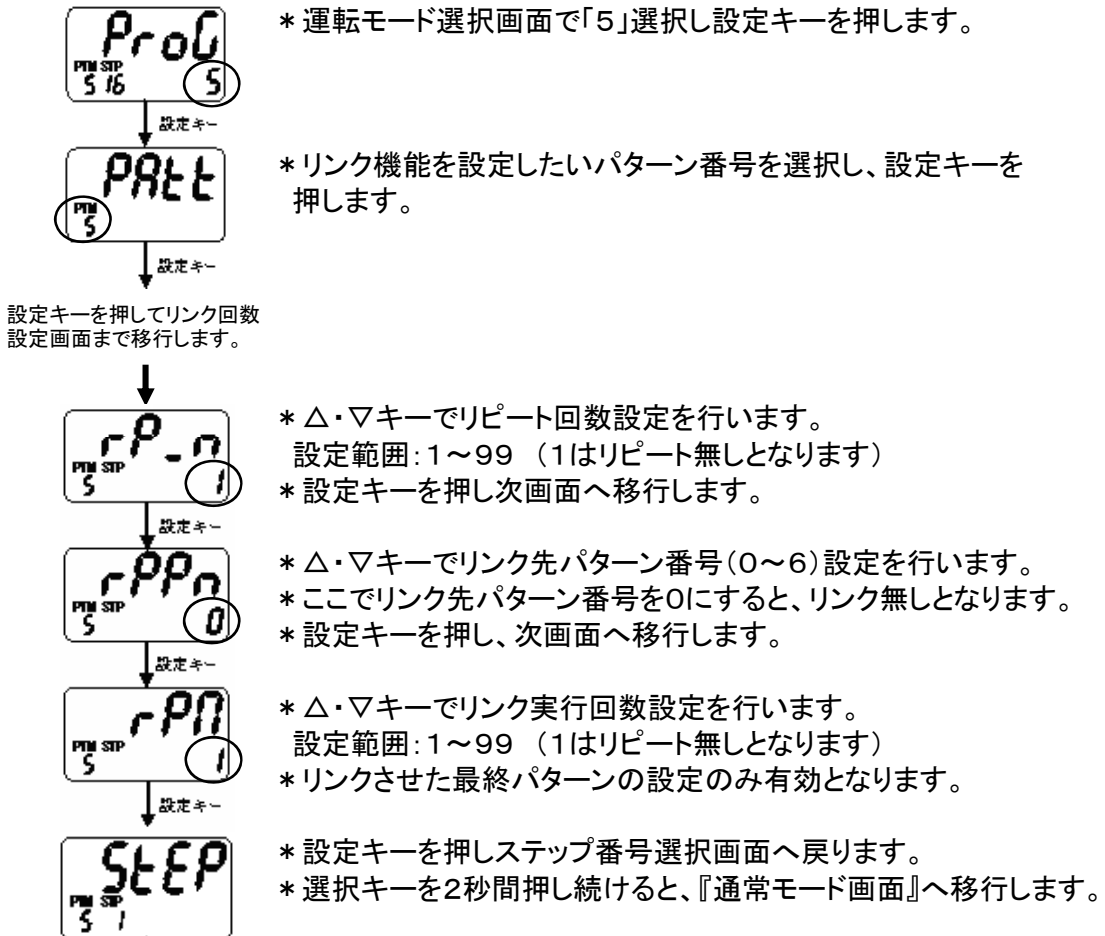 ProG
PTN STP
5 16 5
＊運転モード選択画面で「５」選択し設定キーを押します。
設定キー
PAtt
PTN
5
＊リンク機能を設定したいパターン番号を選択し、設定キーを
押します。
設定キー
設定キーを押してリンク回数
設定画面まで移行します。
rP_n
PTN STP
5 1
＊△・▽キーでリピート回数設定を行います。
設定範囲：１～９９　（１はリピート無しとなります）
＊設定キーを押し次画面へ移行します。
設定キー
rPPn
PTN STP
5 0
＊△・▽キーでリンク先パターン番号（０～６）設定を行います。
＊ここでリンク先パターン番号を０にすると、リンク無しとなります。
＊設定キーを押し、次画面へ移行します。
設定キー
rPM
PTN STP
5 1
＊△・▽キーでリンク実行回数設定を行います。
設定範囲：１～９９　（１はリピート無しとなります）
＊リンクさせた最終パターンの設定のみ有効となります。
設定キー
StEP
PTN STP
5 1
＊設定キーを押しステップ番号選択画面へ戻ります。
＊選択キーを２秒間押し続けると、『通常モード画面』へ移行します。